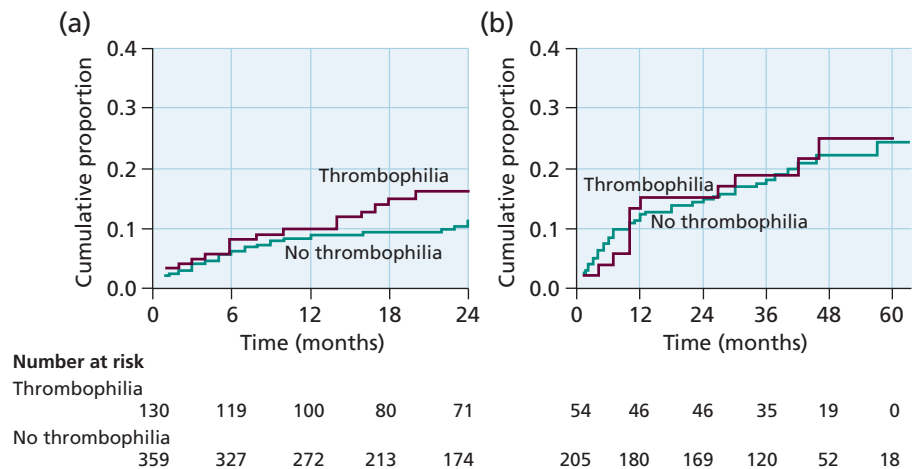 (a)
Cumulative proportion
0.4
0.3
0.2
0.1
0.0
Thrombophilia
No thrombophilia
0 6 12 18 24
Time (months)
(b)
Cumulative proportion
0.4
0.3
0.2
0.1
0.0
Thrombophilia
No thrombophilia
0 12 24 36 48 60
Time (months)
Number at risk
Thrombophilia
130 119 100 80 71 54 46 46 35 19 0
No thrombophilia
359 327 272 213 174 205 180 169 120 52 18